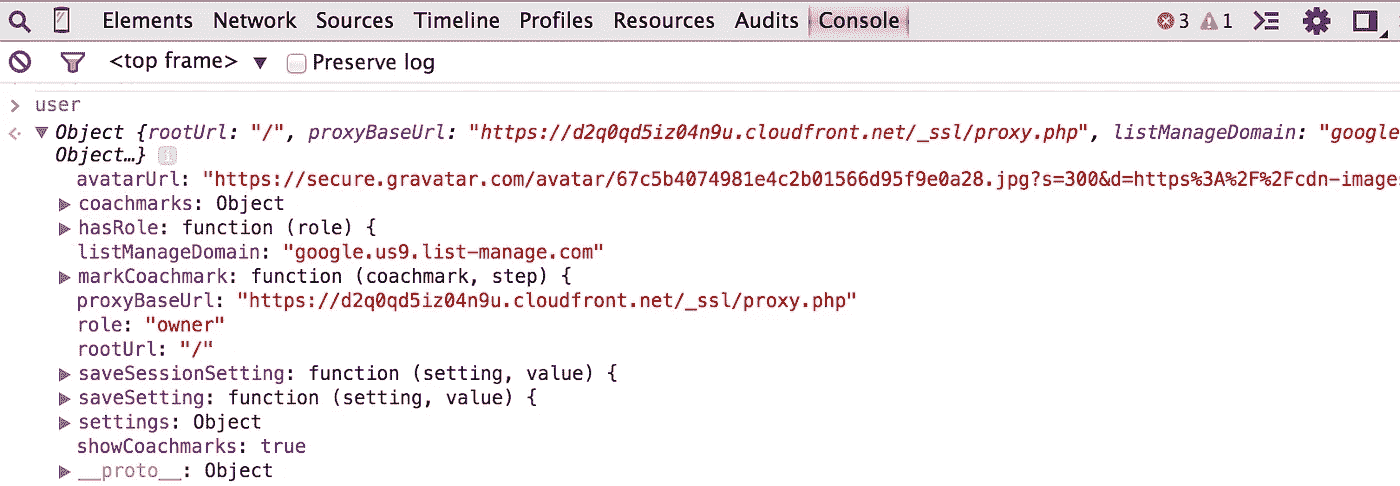 Elements Network Sources Timeline Profiles Resources Audits Console 3 1
<top frame> ▼ Preserve log
> user
▼ Object {rootUrl: "/", proxyBaseUrl: "https://d2q0qd5iz04n9u.cloudfront.net/_ssl/proxy.php", listManageDomain: "google
Object…} i
avatarUrl: "https://secure.gravatar.com/avatar/67c5b4074981e4c2b01566d95f9e0a28.jpg?s=300&d=https%3A%2F%2Fcdn-image
▶ coachmarks: Object
▶ hasRole: function (role) {
listManageDomain: "google.us9.list-manage.com"
▶ markCoachmark: function (coachmark, step) {
proxyBaseUrl: "https://d2q0qd5iz04n9u.cloudfront.net/_ssl/proxy.php"
role: "owner"
rootUrl: "/"
▶ saveSessionSetting: function (setting, value) {
▶ saveSetting: function (setting, value) {
▶ settings: Object
showCoachmarks: true
▶ __proto__: Object